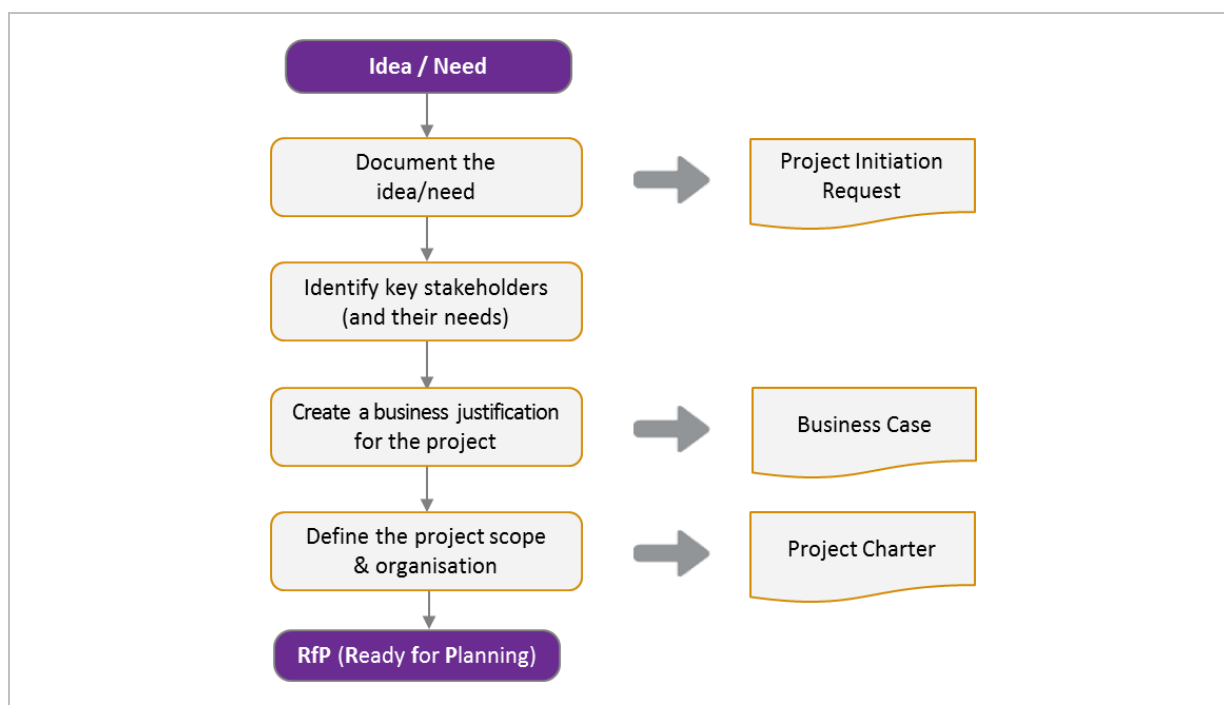 Idea / Need
Document the
idea/need
Project Initiation
Request
Identify key stakeholders
(and their needs)
Create a business justification
for the project
Business Case
Define the project scope
& organisation
Project Charter
RfP (Ready for Planning)